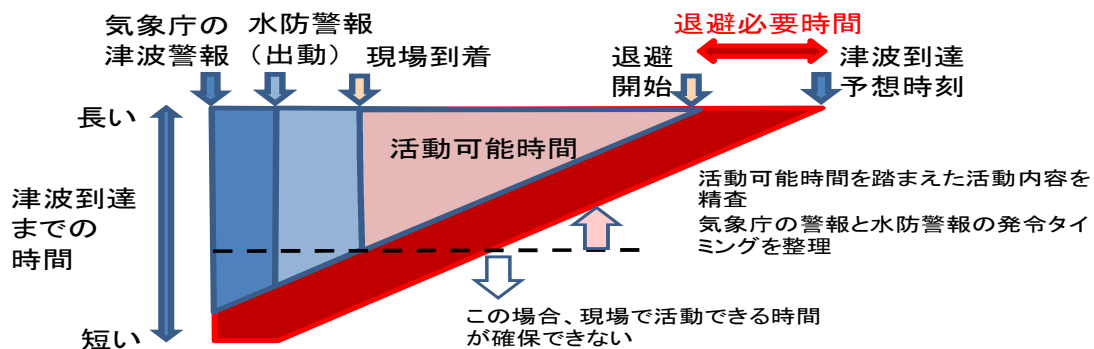 気象庁の
津波警報
水防警報
（出動）
現場到着
退避
開始
退避必要時間
津波到達
予想時刻
長い
活動可能時間
津波到達
までの
時間
活動可能時間を踏まえた活動内容を
精査
気象庁の警報と水防警報の発令タイ
ミングを整理
この場合、現場で活動できる時間
が確保できない
短い